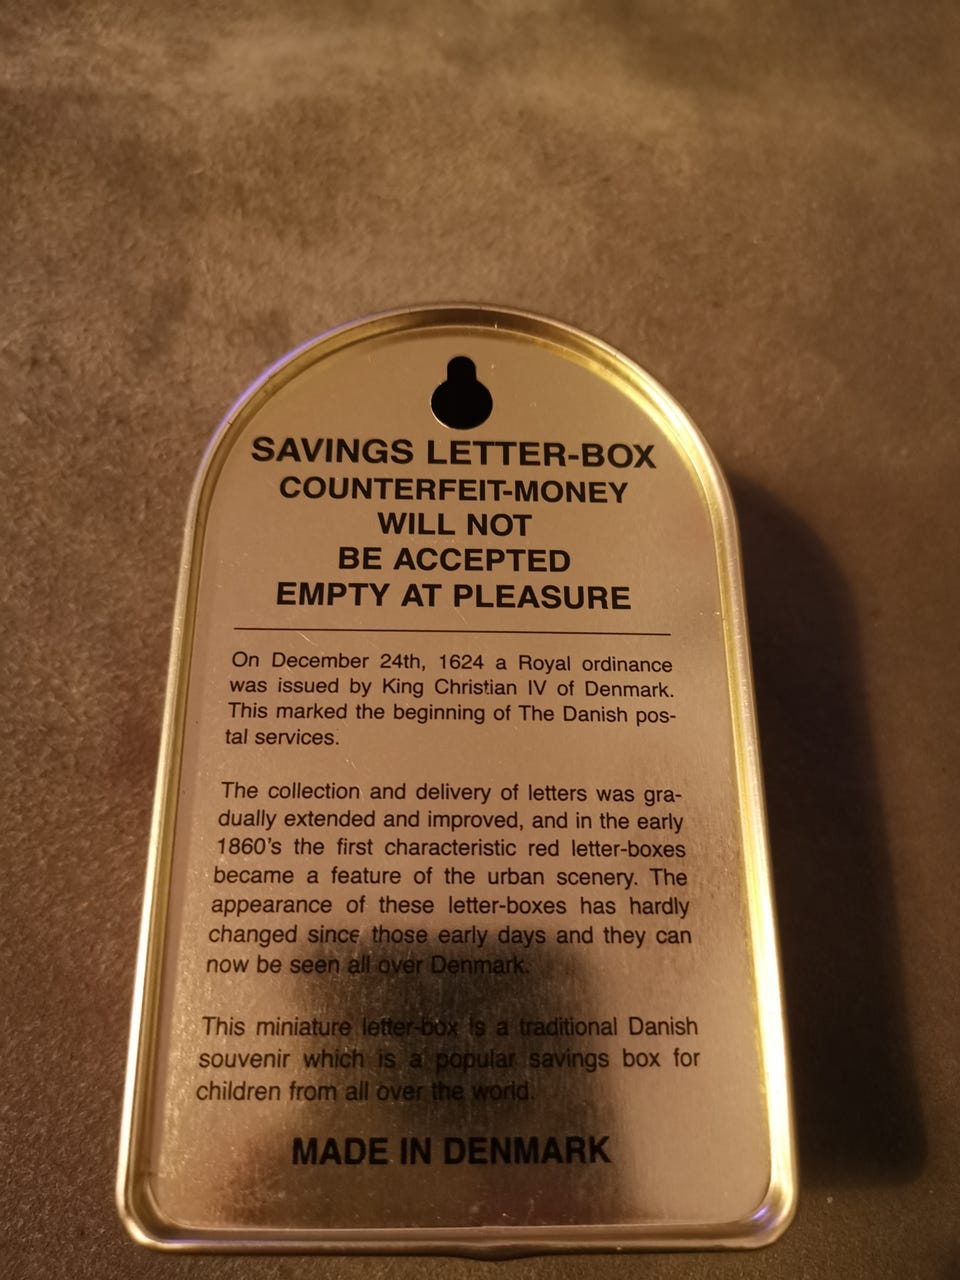 SAVINGS LETTER-BOX
COUNTERFEIT-MONEY
WILL NOT
BE ACCEPTED
EMPTY AT PLEASURE
On December 24th, 1624 a Royal ordinance
was issued by King Christian IV of Denmark.
This marked the beginning of The Danish pos-
tal services.
The collection and delivery of letters was gra-
dually extended and improved, and in the early
1860's the first characteristic red letter-boxes
became a feature of the urban scenery. The
appearance of these letter-boxes has hardly
changed since those early days and they can
now be seen all over Denmark.
This miniature letter-box is a traditional Danish
souvenir which is a popular savings box for
children from all over the world.
MADE IN DENMARK